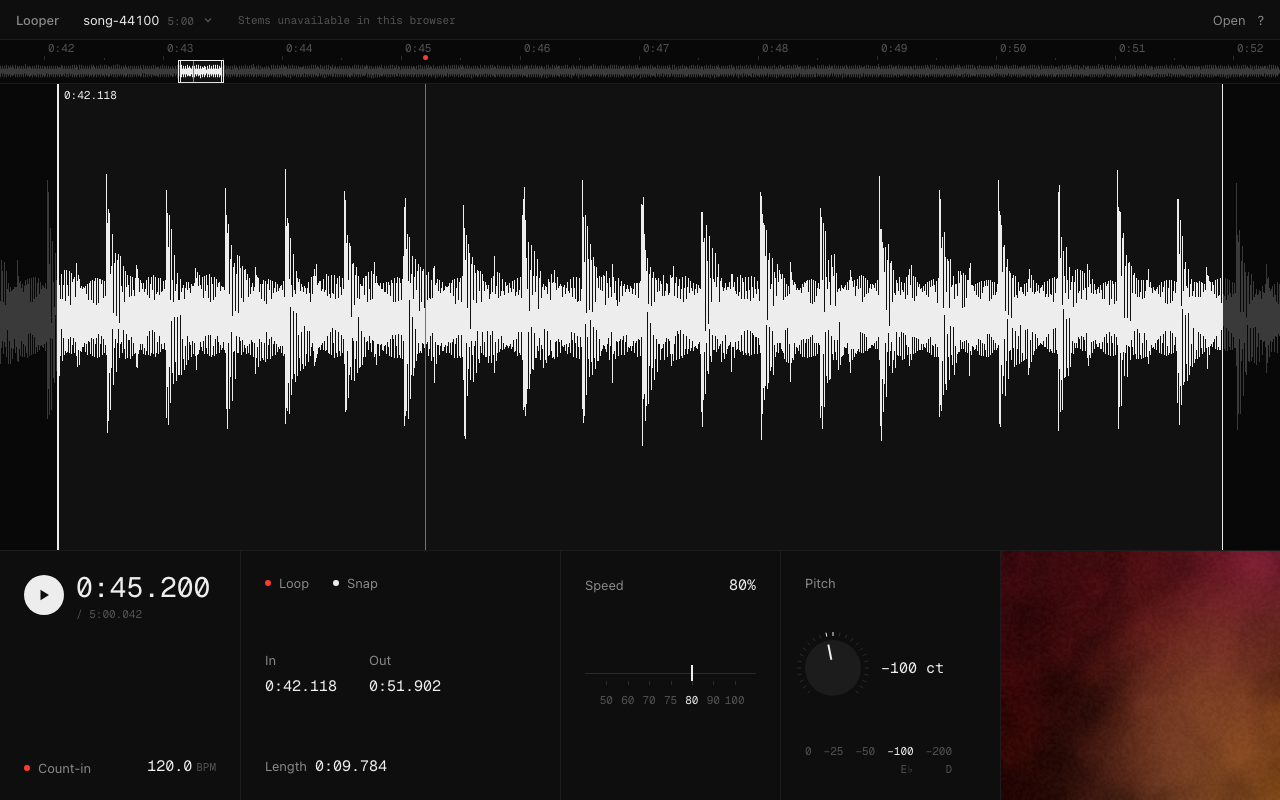 Looper song-44100 5:00 Stems unavailable in this browser Open ?
0:42 0:43 0:44 0:45 0:46 0:47 0:48 0:49 0:50 0:51 0:52
0:42.118
0:45.200
/ 5:00.042
Count-in 120.0 BPM
Loop Snap
In Out
0:42.118 0:51.902
Length 0:09.784
Speed 80%
50 60 70 75 80 90 100
Pitch
-100 ct
0 -25 -50 -100 -200
E♭ D